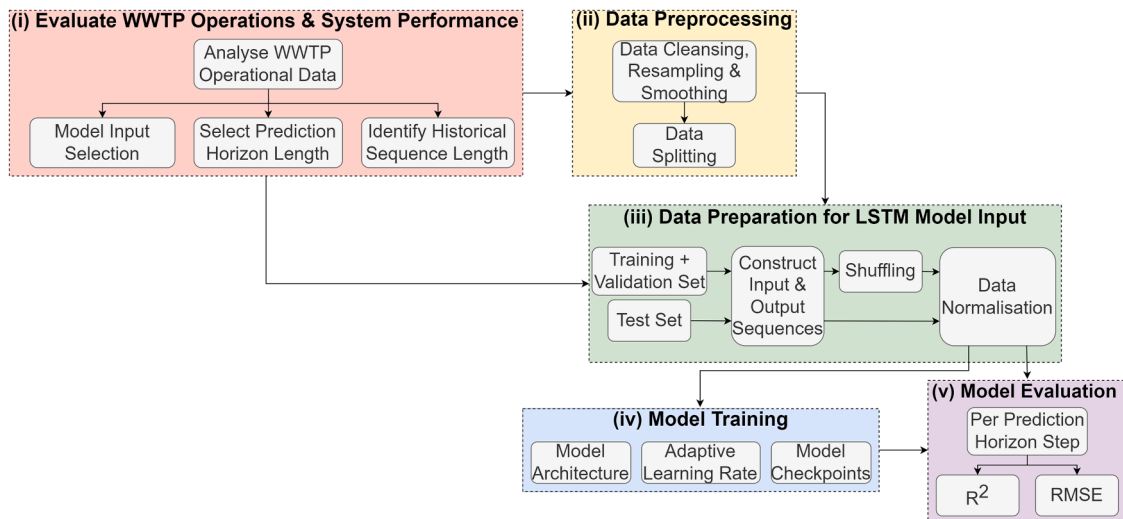 (i) Evaluate WWTP Operations & System Performance
Analyse WWTP
Operational Data
Model Input
Selection
Select Prediction
Horizon Length
Identify Historical
Sequence Length
(ii) Data Preprocessing
Data Cleansing,
Resampling &
Smoothing
Data
Splitting
(iii) Data Preparation for LSTM Model Input
Training +
Validation Set
Test Set
Construct
Input &
Output
Sequences
Shuffling
Data
Normalisation
(iv) Model Training
Model
Architecture
Adaptive
Learning Rate
Model
Checkpoints
(v) Model Evaluation
Per Prediction
Horizon Step
R²
RMSE